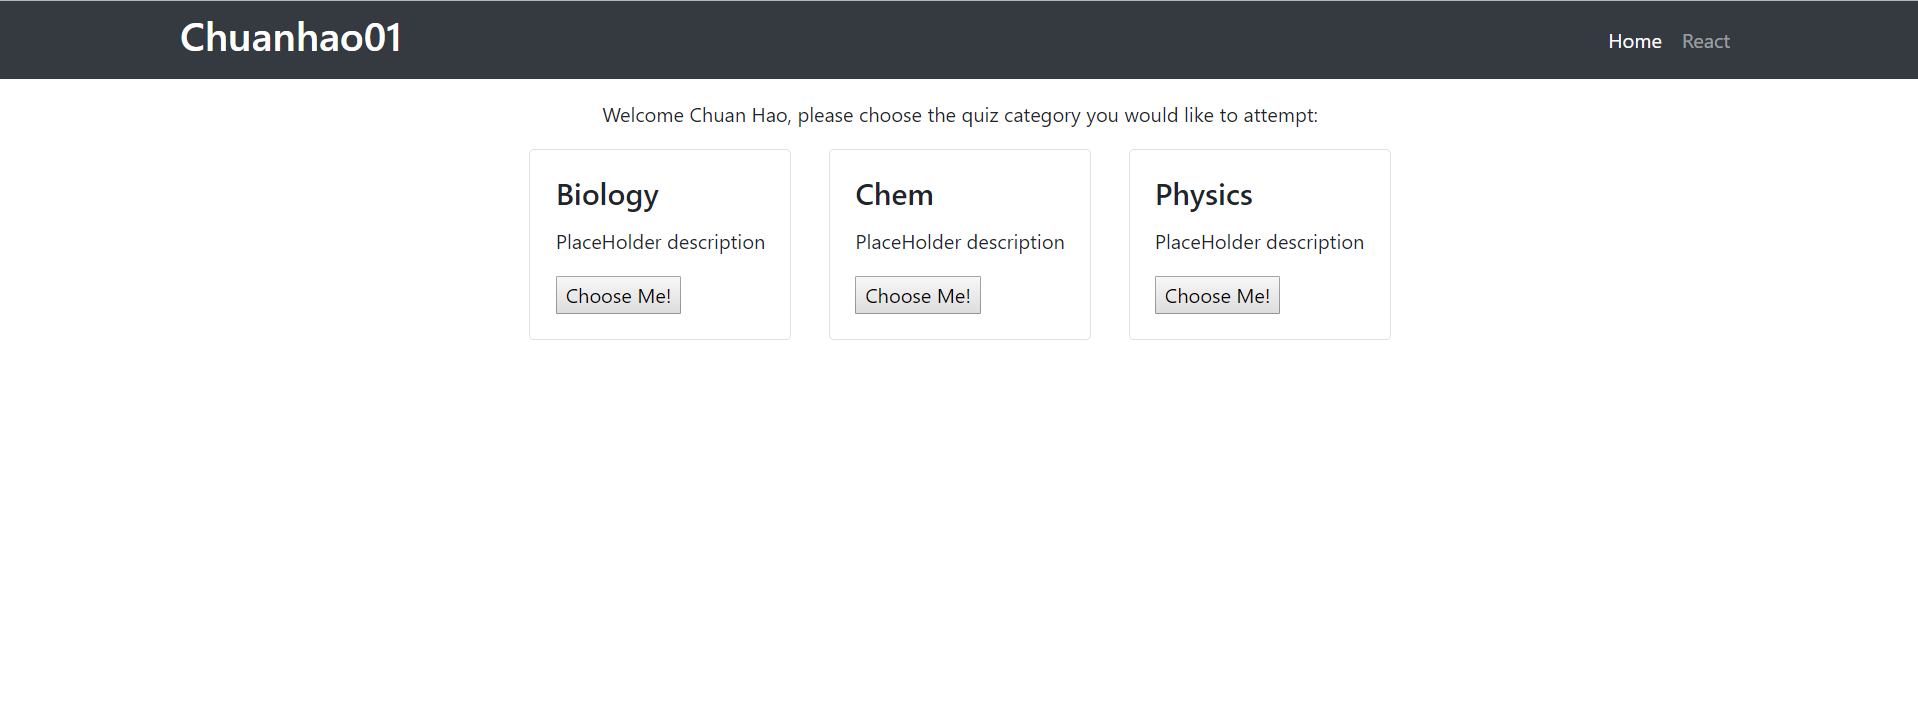 Chuanhao01
Home React
Welcome Chuan Hao, please choose the quiz category you would like to attempt:
Biology
PlaceHolder description
Choose Me!
Chem
PlaceHolder description
Choose Me!
Physics
PlaceHolder description
Choose Me!